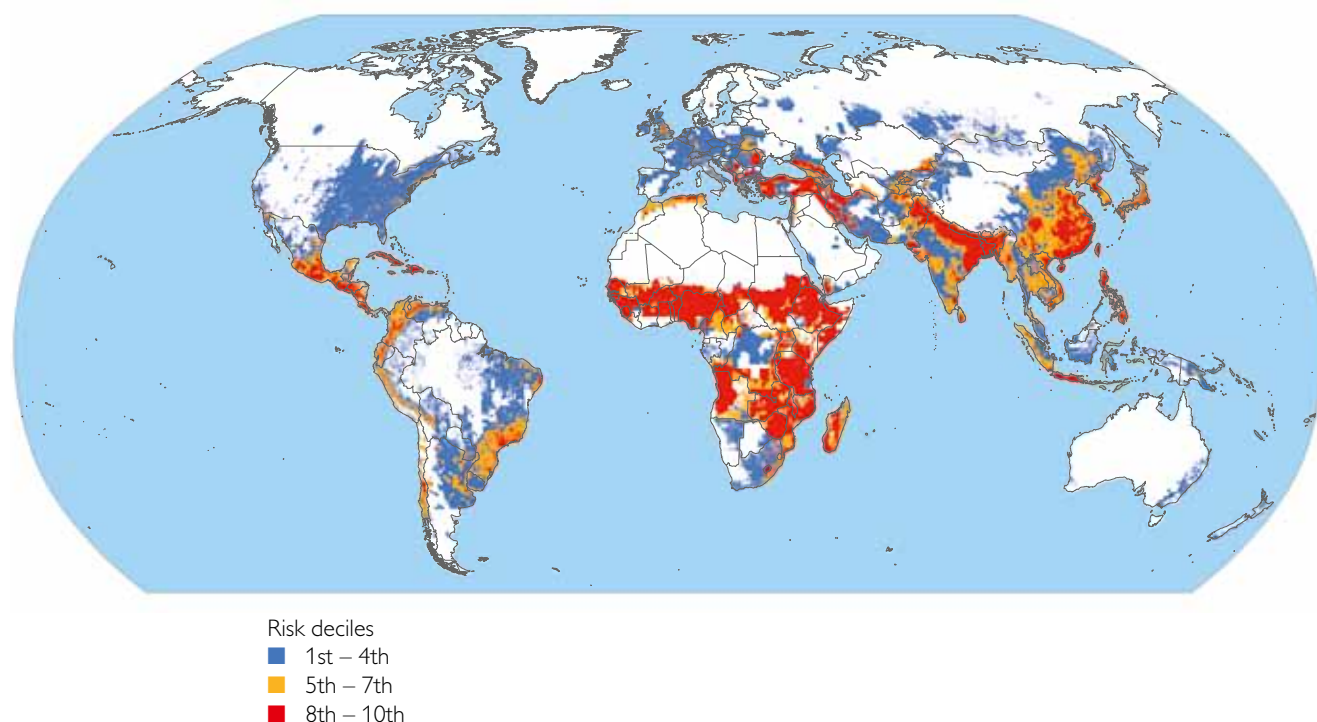 Risk deciles
1st – 4th
5th – 7th
8th – 10th